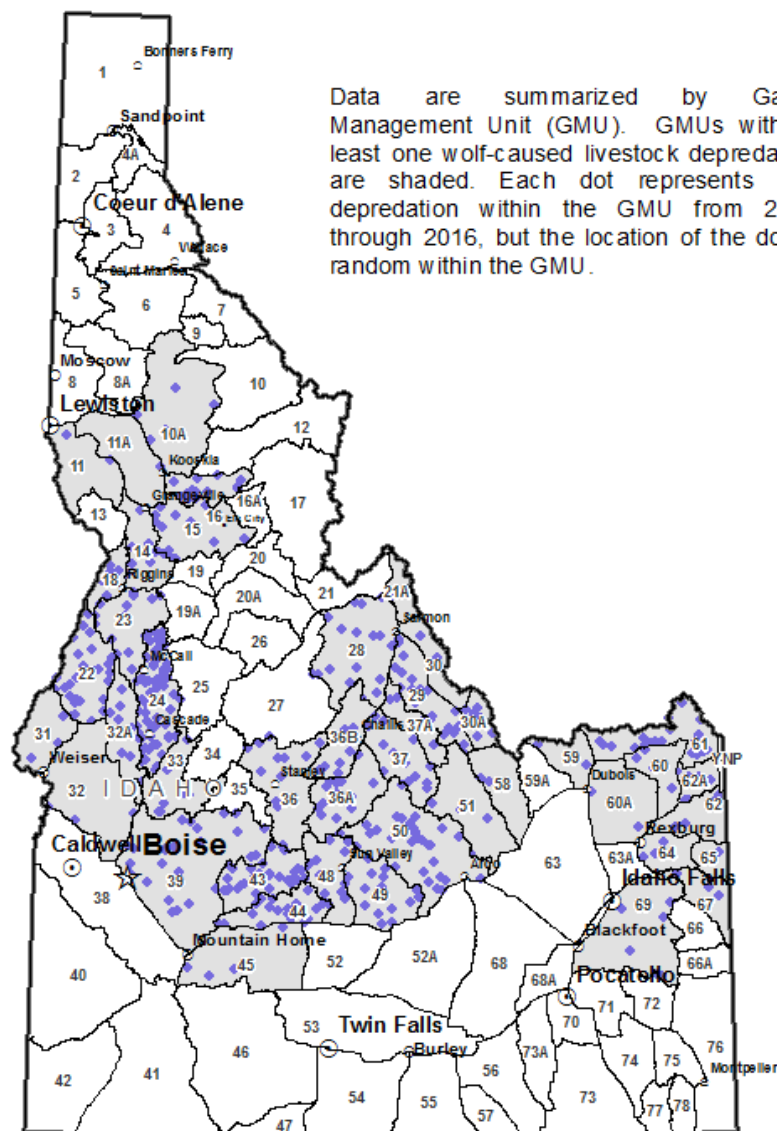 Bonners Ferry
1
Data are summarized by Ga
Sandpoint
Management Unit (GMU). GMUs with
4A
least one wolf-caused livestock depreda
2
are shaded. Each dot represents
Coeur d'Alene
depredation within the GMU from 2
3
4
through 2016, but the location of the do
Wallace
random within the GMU.
Saint Maries
5
6
7
9
Moscow
8
8A
10
Lewiston
12
10A
11A
Kooskia
11
Grangeville
16A
17
13
16
Elk City
15
14
20
Riggins
19
18
21
21A
20A
19A
Salmon
23
26
28
30
McCall
22
25
29
24
27
Challis
37A
30A
Cascade
31
32A
36B
61
33
34
37
59
60
YNP
Weiser
Stanley
58
59A
Dubois
62A
IDAHO
32
35
36
36A
51
60A
62
50
Rexburg
Caldwell
Boise
Sun Valley
64
65
43
48
Arco
63
63A
39
49
Idaho Falls
38
44
69
67
Blackfoot
66
Mountain Home
45
52
52A
68
66A
40
68A
Pocatello
72
71
70
53
Twin Falls
46
Burley
73A
74
75
76
41
56
Montpelier
42
54
55
73
57
77
78
47